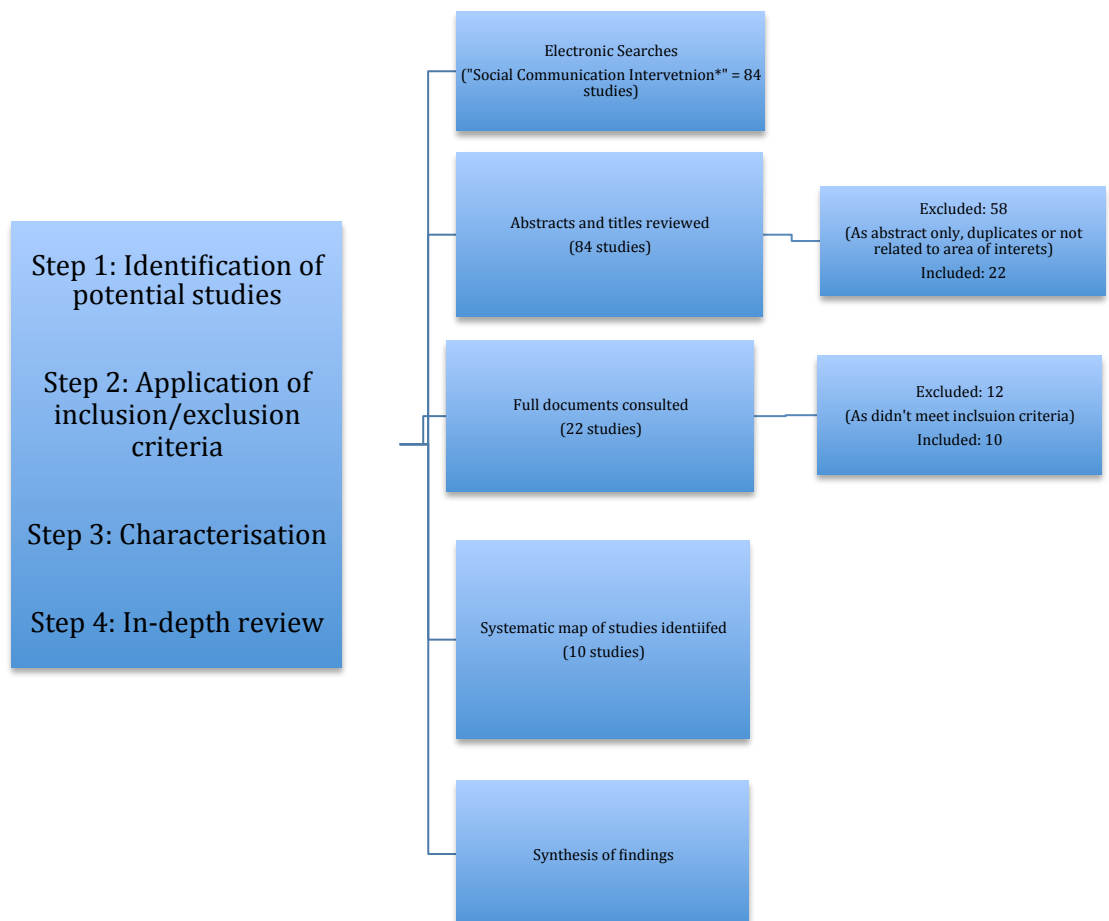 Step 1: Identification of
potential studies
Step 2: Application of
inclusion/exclusion
criteria
Step 3: Characterisation
Step 4: In-depth review
Electronic Searches
("Social Communication Intervetnion*" = 84
studies)
Abstracts and titles reviewed
(84 studies)
Excluded: 58
(As abstract only, duplicates or not
related to area of interets)
Included: 22
Full documents consulted
(22 studies)
Excluded: 12
(As didn't meet inclsuion criteria)
Included: 10
Systematic map of studies identiifed
(10 studies)
Synthesis of findings